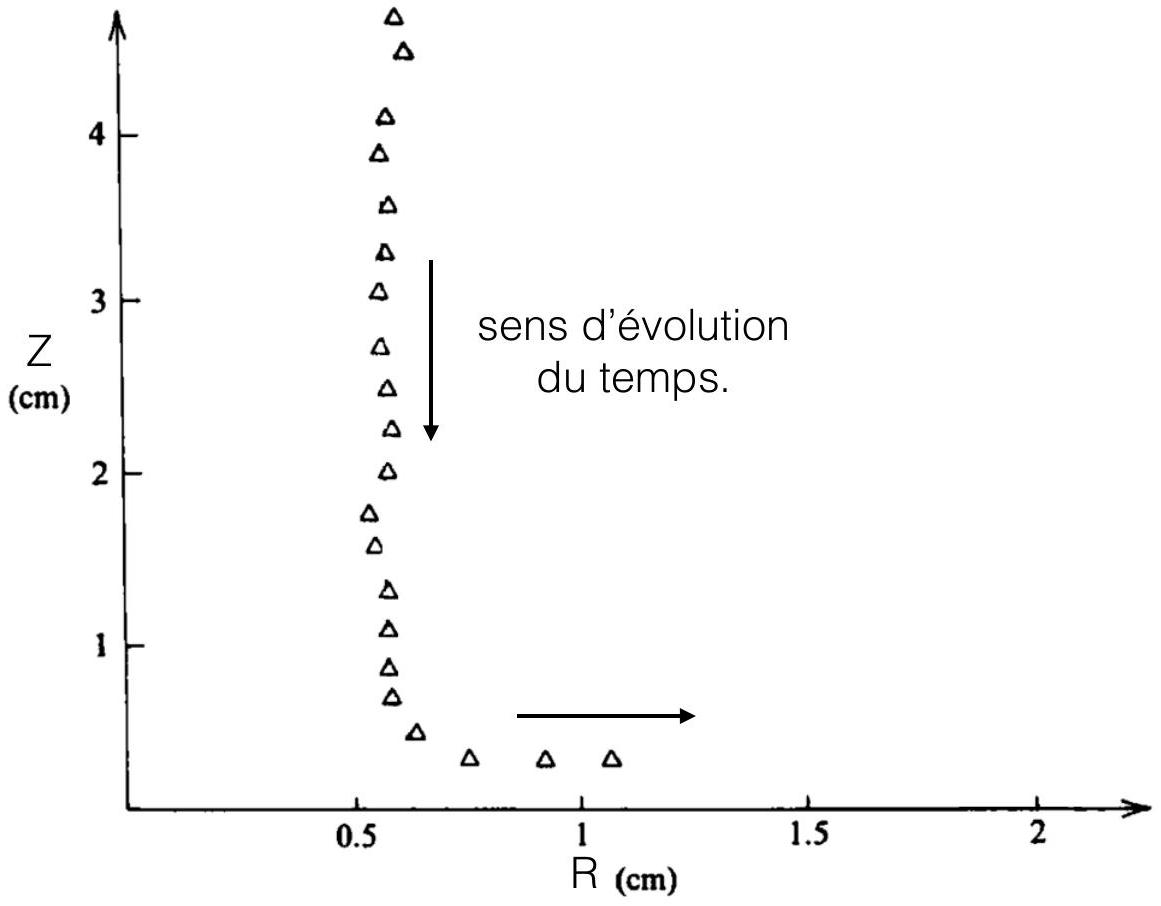 4
3
Z
(cm)
sens d'évolution
du temps.
2
1
0.5
1
1.5
2
R (cm)